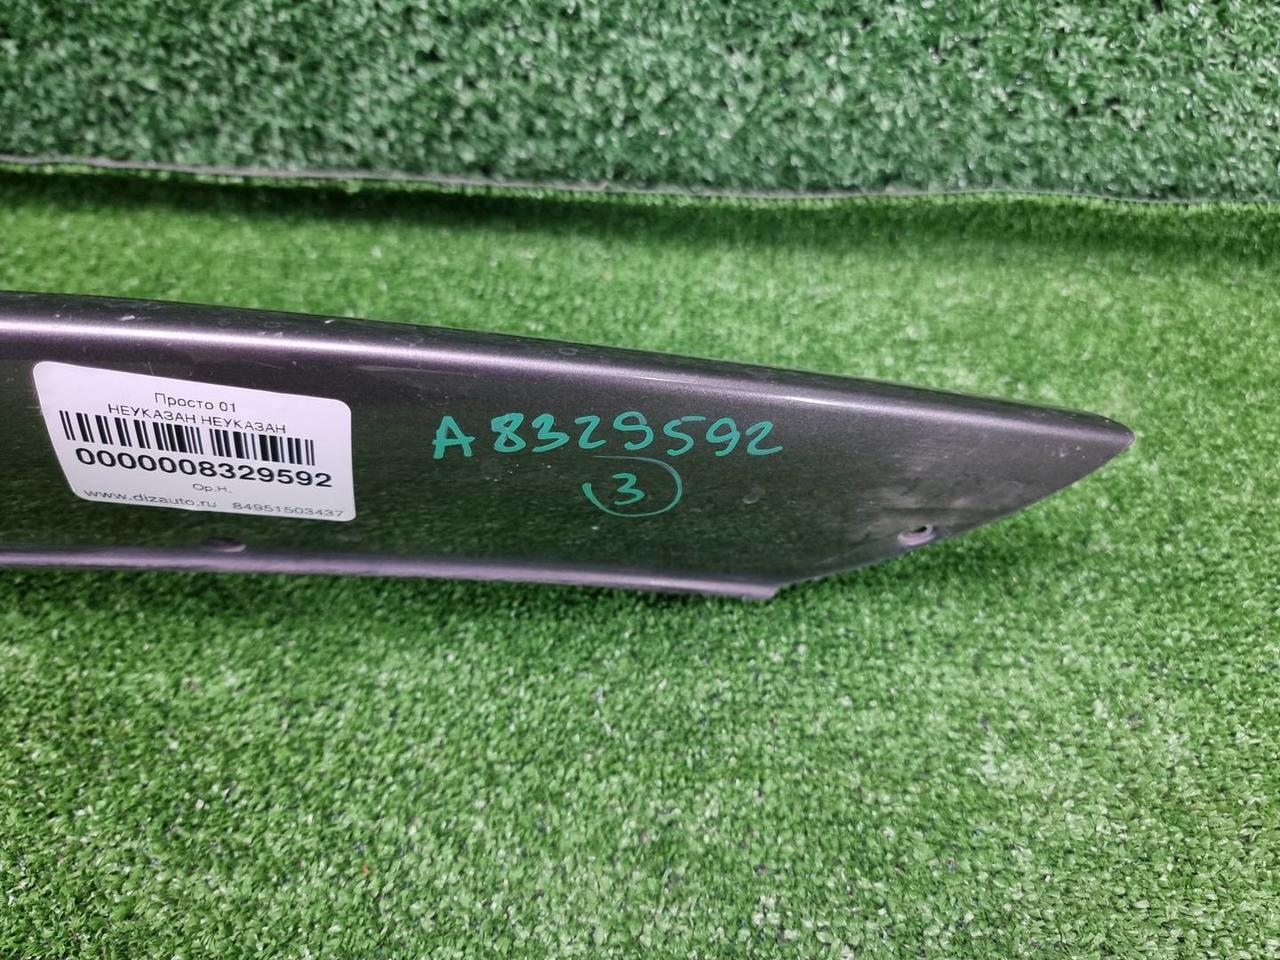 Просто 01
НЕУКАЗАН НЕУКАЗАН
0000008329592
Ор.Н.
www.dizauto.ru 84951503437
A8329592
3